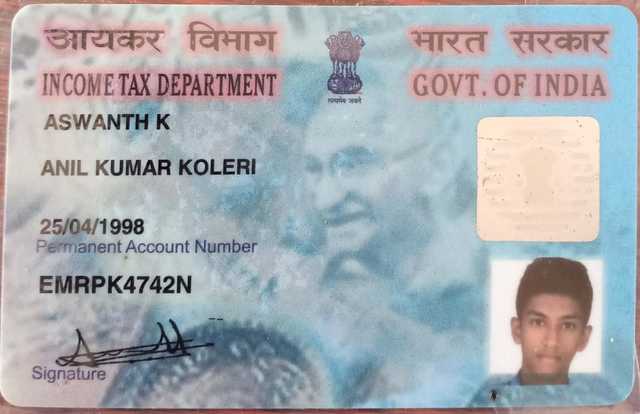 आयकर विभाग भारत सरकार
INCOME TAX DEPARTMENT GOVT. OF INDIA
सत्यमेव जयते
ASWANTH K
ANIL KUMAR KOLERI
25/04/1998
Permanent Account Number
EMRPK4742N
Signature